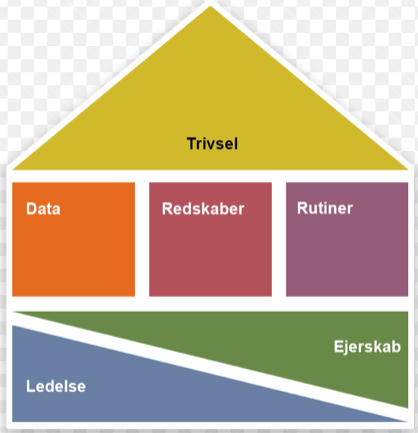 Trivsel
Data
Redskaber
Rutiner
Ejerskab
Ledelse